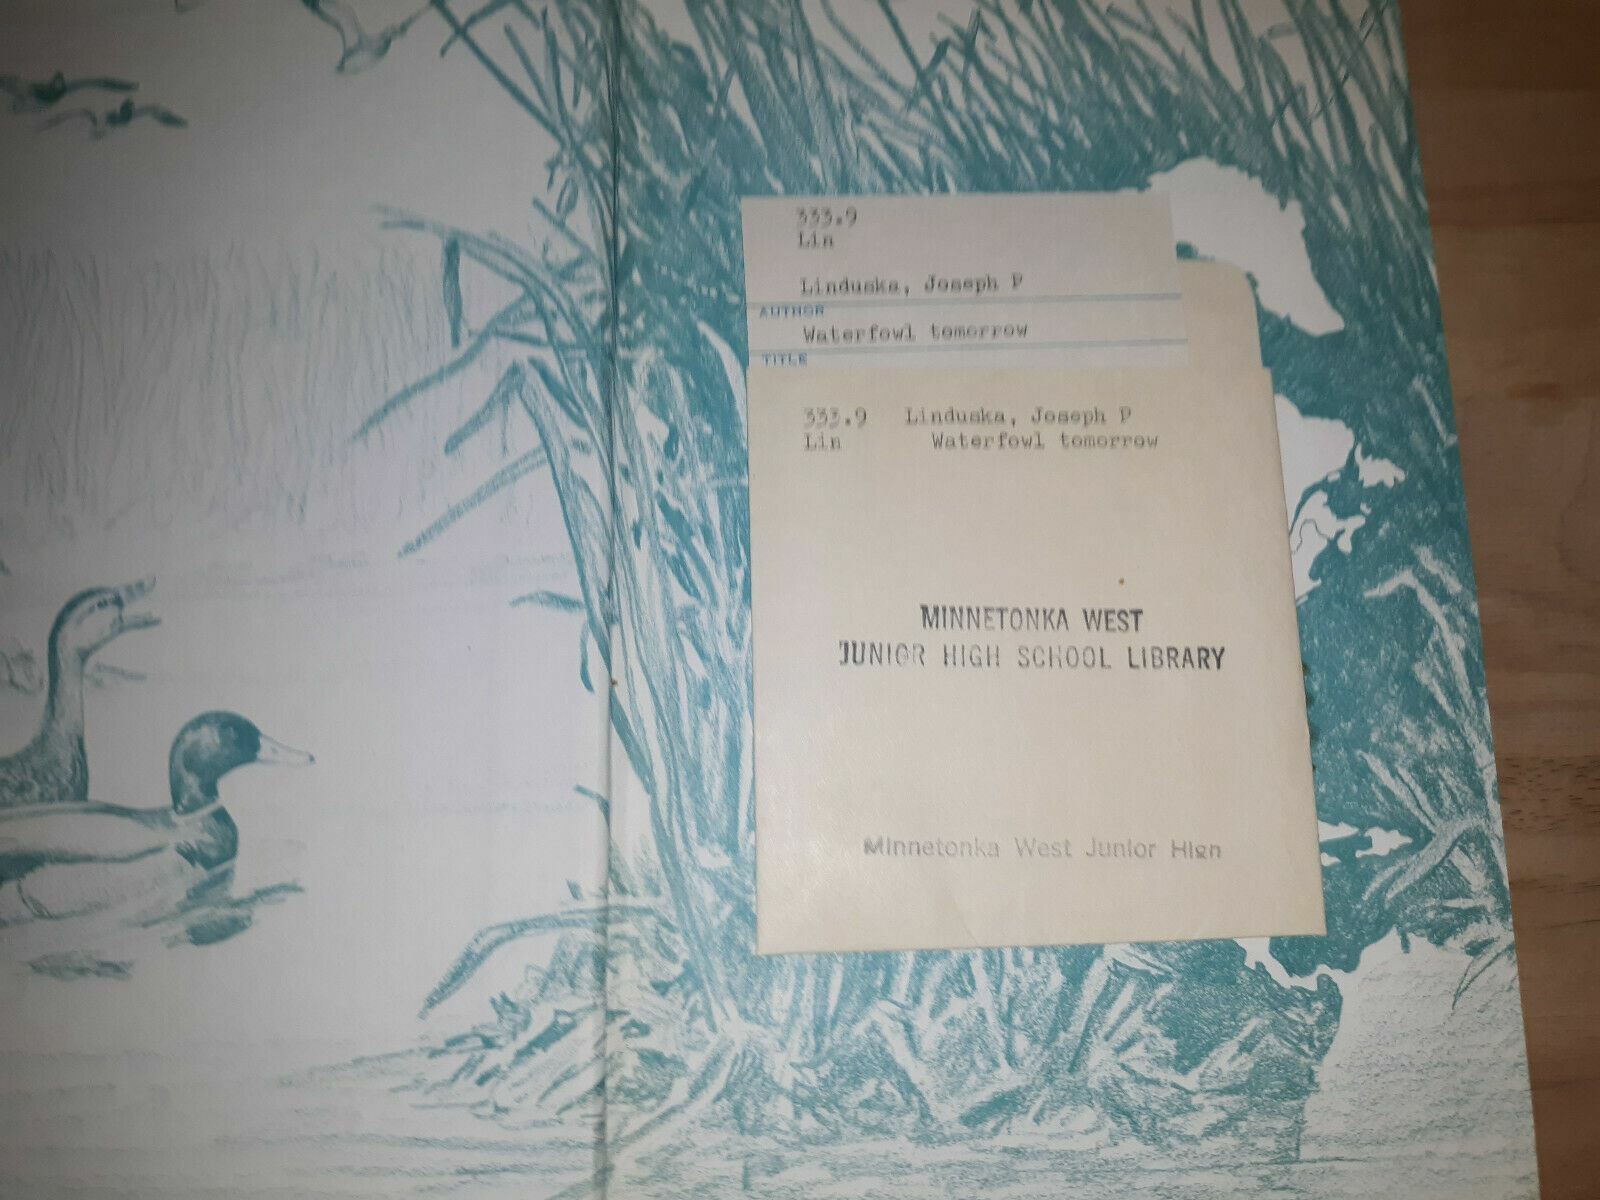 333.9
Lin
Linduska, Joseph P
AUTHOR
Waterfowl tomorrow
TITLE
333.9 Linduska, Joseph P
Lin Waterfowl tomorrow
MINNETONKA WEST
JUNIOR HIGH SCHOOL LIBRARY
Minnetonka West Junior High